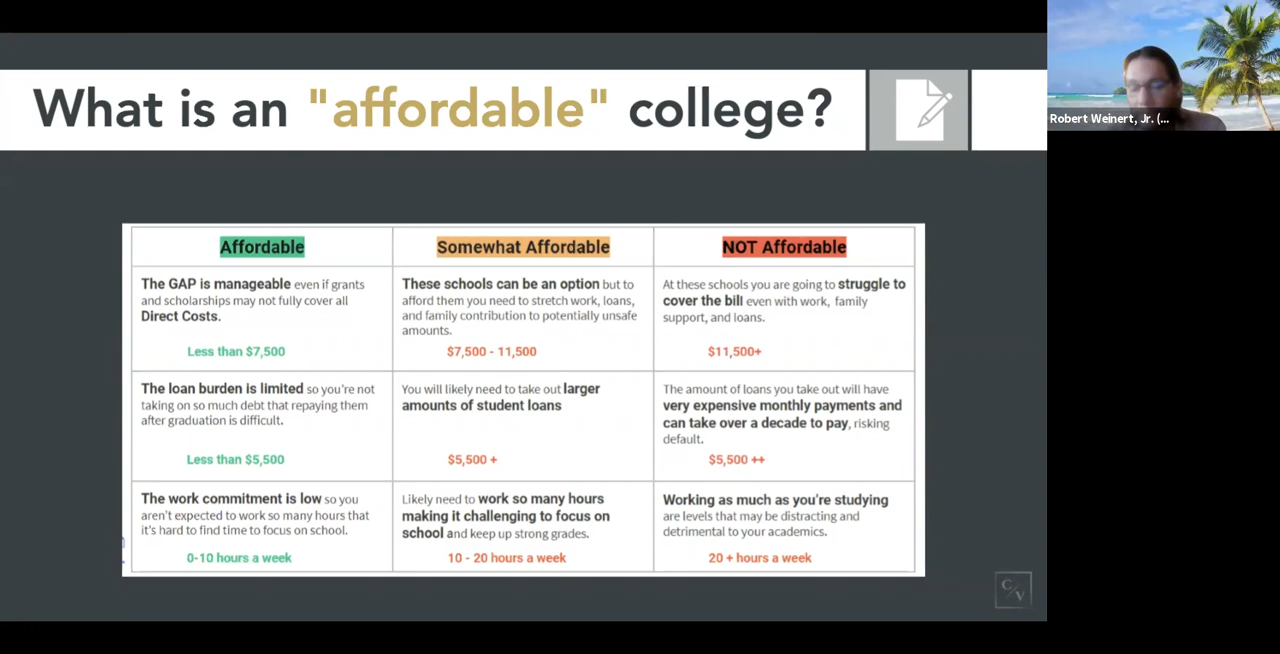 What is an "affordable" college?
Robert Weinert, Jr. (...
Affordable
Somewhat Affordable
NOT Affordable
The GAP is manageable even if grants
and scholarships may not fully cover all
Direct Costs.
Less than $7,500
These schools can be an option but to
afford them you need to stretch work, loans,
and family contribution to potentially unsafe
amounts.
$7,500 - 11,500
At these schools you are going to struggle to
cover the bill even with work, family
support, and loans.
$11,500+
The loan burden is limited so you're not
taking on so much debt that repaying them
after graduation is difficult.
Less than $5,500
You will likely need to take out larger
amounts of student loans
$5,500 +
The amount of loans you take out will have
very expensive monthly payments and
can take over a decade to pay, risking
default.
$5,500 ++
The work commitment is low so you
aren't expected to work so many hours that
it's hard to find time to focus on school.
0-10 hours a week
Likely need to work so many hours
making it challenging to focus on
school and keep up strong grades.
10 - 20 hours a week
Working as much as you're studying
are levels that may be distracting and
detrimental to your academics.
20 + hours a week
C/V